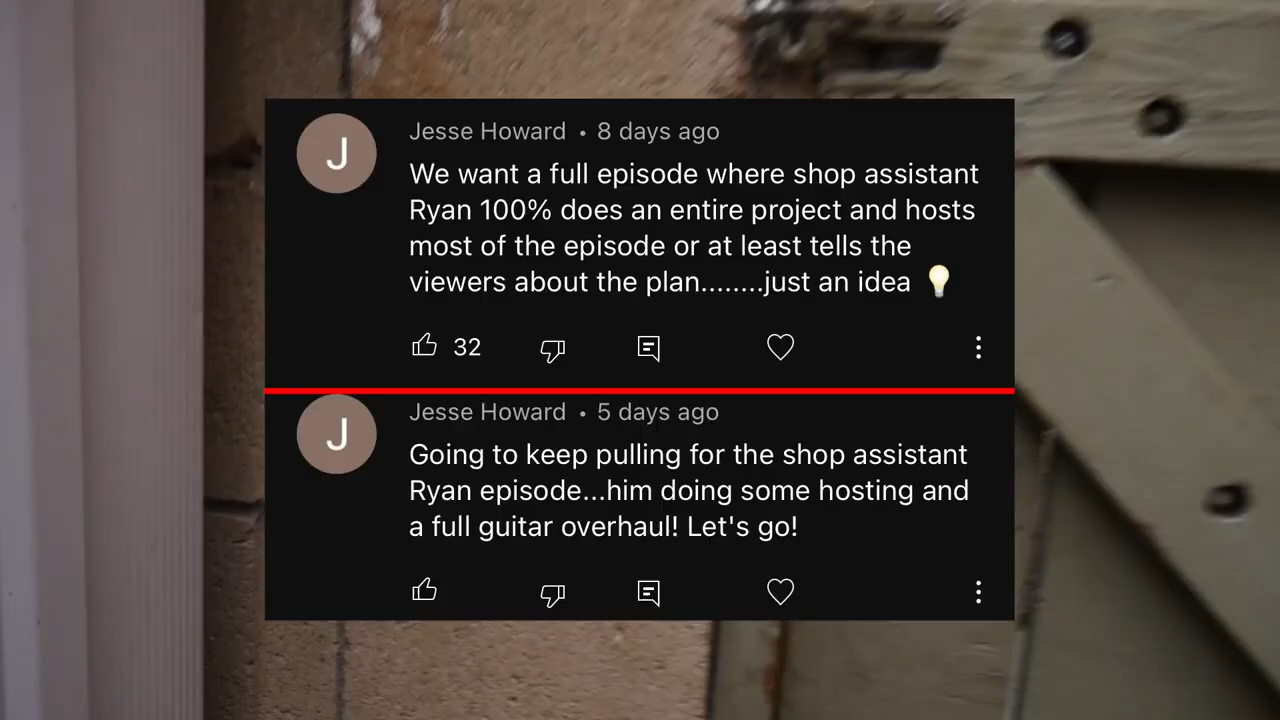 J
Jesse Howard • 8 days ago
We want a full episode where shop assistant
Ryan 100% does an entire project and hosts
most of the episode or at least tells the
viewers about the plan........just an idea 💡
32
J
Jesse Howard • 5 days ago
Going to keep pulling for the shop assistant
Ryan episode...him doing some hosting and
a full guitar overhaul! Let's go!